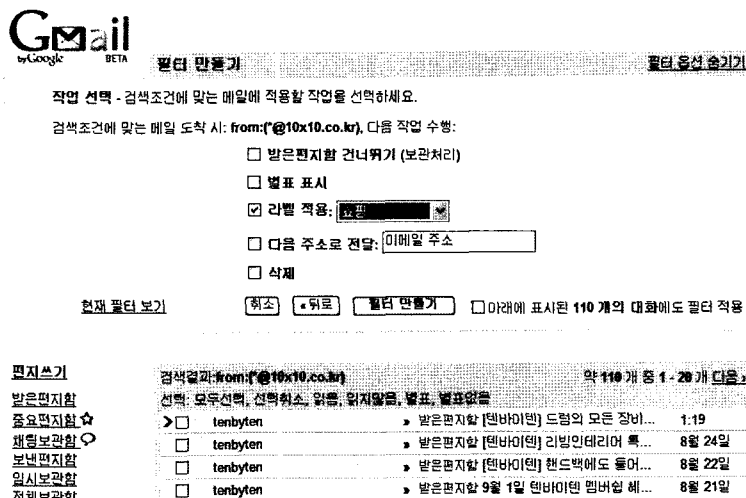 Gmail
by Google BETA
필터 만들기 필터 옵션 숨기기
작업 선택 - 검색조건에 맞는 메일에 적용할 작업을 선택하세요.
검색조건에 맞는 메일 도착 시: from:(*@10x10.co.kr), 다음 작업 수행:
받은편지함 건너뛰기 (보관처리)
별표 표시
라벨 적용: 쇼핑
다음 주소로 전달: 이메일 주소
삭제
현재 필터 보기 취소 «뒤로 필터 만들기 아래에 표시된 110 개의 대화에도 필터 적용
편지쓰기
받은편지함
중요편지함
채팅보관함
보낸편지함
임시보관함
전체보관함
검색결과:from:(*@10x10.co.kr) 약 110 개 중 1 - 20 개 다음 ›
선택: 모두선택, 선택취소, 읽음, 읽지않음, 별표, 별표없음
tenbyten » 받은편지함 [텐바이텐] 드럼의 모든 장비... 1:19
tenbyten » 받은편지함 [텐바이텐] 리빙인테리어 톡... 8월 24일
tenbyten » 받은편지함 [텐바이텐] 핸드백에도 들어... 8월 22일
tenbyten » 받은편지함 9월 1일 텐바이텐 멤버쉽 혜... 8월 21일